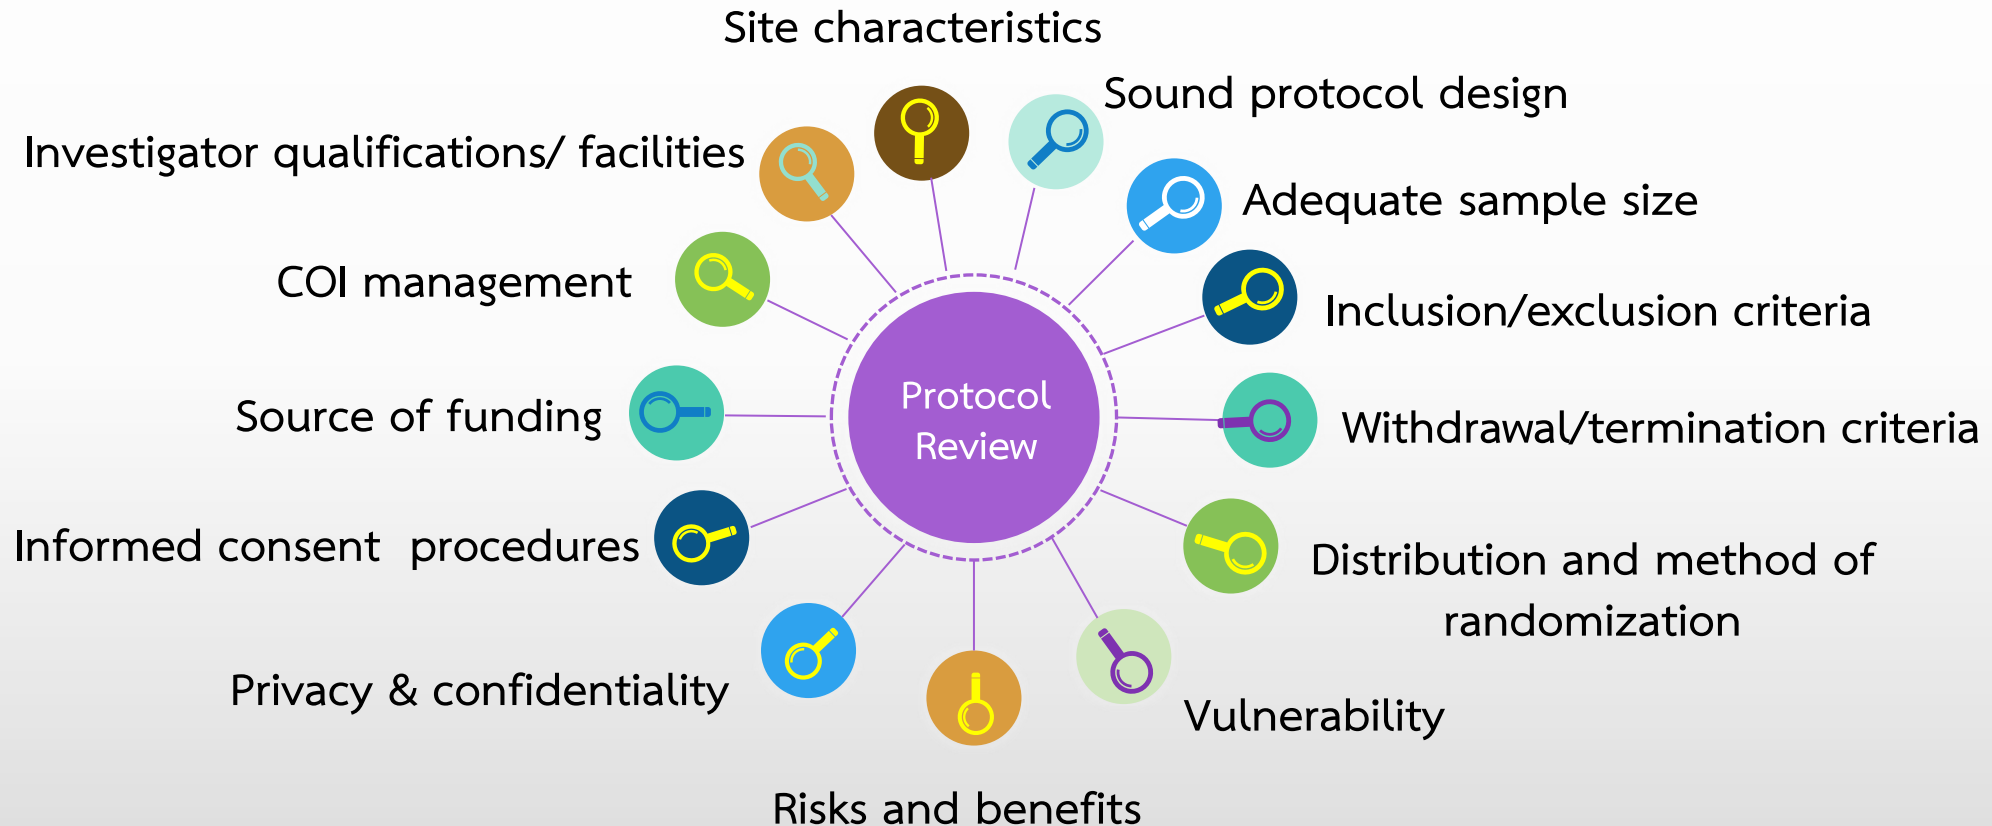 Site characteristics
Sound protocol design
Investigator qualifications/ facilities
Adequate sample size
COI management
Inclusion/exclusion criteria
Protocol
Review
Source of funding
Withdrawal/termination criteria
Informed consent  procedures
Distribution and method of
randomization
Privacy & confidentiality
Vulnerability
Risks and benefits